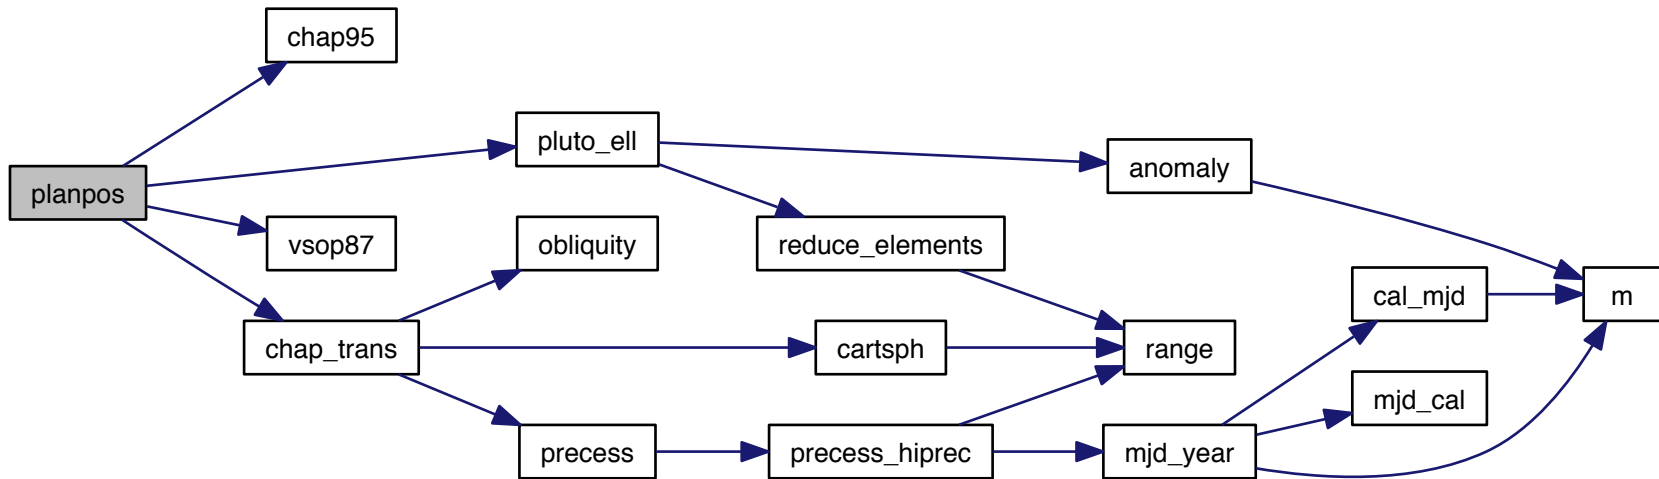 chap95
pluto_ell
anomaly
planpos
vsop87
obliquity
reduce_elements
cal_mjd
m
chap_trans
cartsph
range
mjd_cal
precess
precess_hiprec
mjd_year